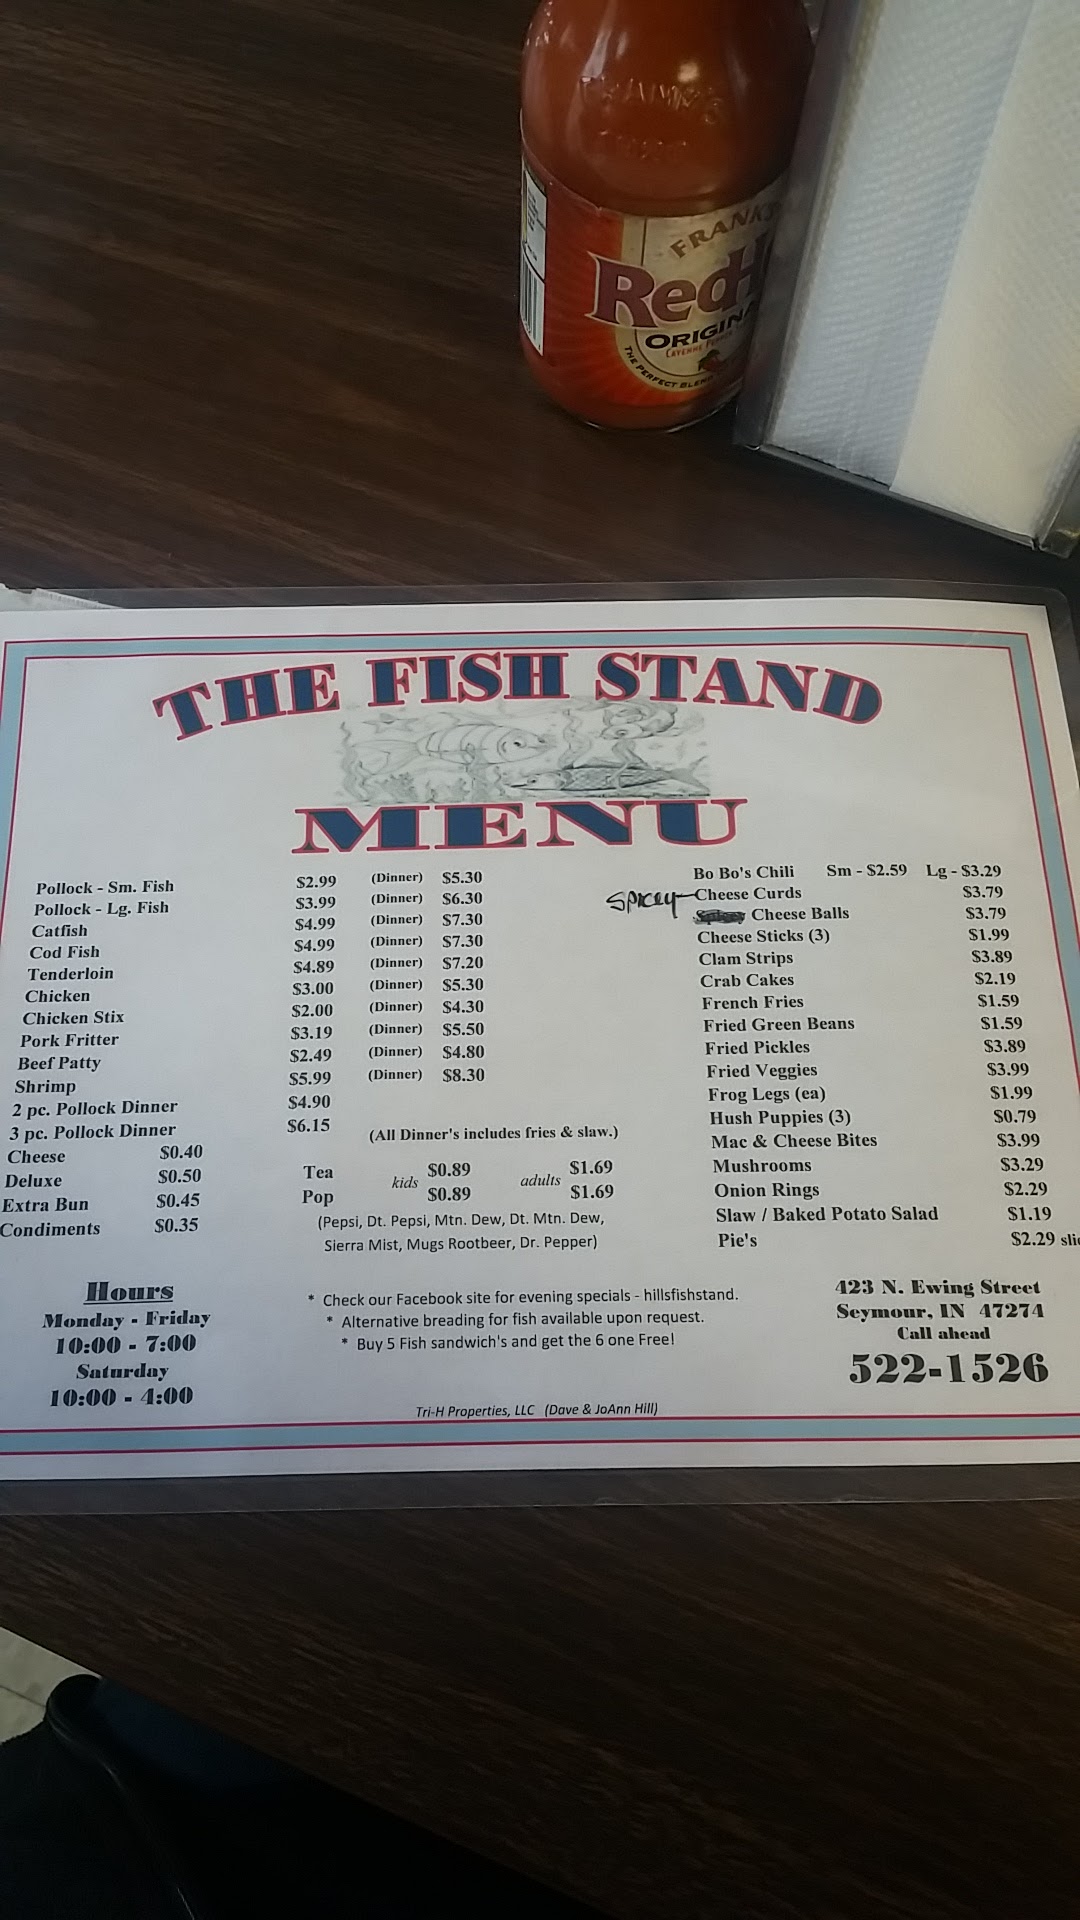 FRANK'S
RedH
ORIGINA
CAYENNE PEPPER
THE PERFECT BLEN
THE FISH STAND
MENU
Pollock - Sm. Fish $2.99 (Dinner) $5.30
Pollock - Lg. Fish $3.99 (Dinner) $6.30
Catfish $4.99 (Dinner) $7.30
Cod Fish $4.99 (Dinner) $7.30
Tenderloin $4.89 (Dinner) $7.20
Chicken $3.00 (Dinner) $5.30
Chicken Stix $2.00 (Dinner) $4.30
Pork Fritter $3.19 (Dinner) $5.50
Beef Patty $2.49 (Dinner) $4.80
Shrimp $5.99 (Dinner) $8.30
2 pc. Pollock Dinner $4.90
3 pc. Pollock Dinner $6.15
Cheese $0.40
Deluxe $0.50
Extra Bun $0.45
Condiments $0.35
(All Dinner's includes fries & slaw.)
Tea kids $0.89 adults $1.69
Pop $0.89 $1.69
(Pepsi, Dt. Pepsi, Mtn. Dew, Dt. Mtn. Dew,
Sierra Mist, Mugs Rootbeer, Dr. Pepper)
Bo Bo's Chili Sm - $2.59 Lg - $3.29
SPICEY Cheese Curds $3.79
Cheese Balls $3.79
Cheese Sticks (3) $1.99
Clam Strips $3.89
Crab Cakes $2.19
French Fries $1.59
Fried Green Beans $1.59
Fried Pickles $3.89
Fried Veggies $3.99
Frog Legs (ea) $1.99
Hush Puppies (3) $0.79
Mac & Cheese Bites $3.99
Mushrooms $3.29
Onion Rings $2.29
Slaw / Baked Potato Salad $1.19
Pie's $2.29 slic
Hours
Monday - Friday
10:00 - 7:00
Saturday
10:00 - 4:00
* Check our Facebook site for evening specials - hillsfishstand.
* Alternative breading for fish available upon request.
* Buy 5 Fish sandwich's and get the 6 one Free!
Tri-H Properties, LLC (Dave & JoAnn Hill)
423 N. Ewing Street
Seymour, IN 47274
Call ahead
522-1526